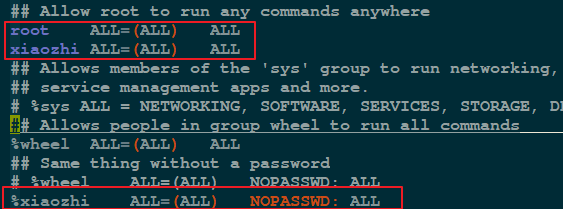 ## Allow root to run any commands anywhere
root    ALL=(ALL)    ALL
xiaozhi ALL=(ALL)    ALL
## Allows members of the 'sys' group to run networking,
## service management apps and more.
# %sys ALL = NETWORKING, SOFTWARE, SERVICES, STORAGE,
## Allows people in group wheel to run all commands
%wheel  ALL=(ALL)    ALL
## Same thing without a password
# %wheel    ALL=(ALL)    NOPASSWD: ALL
%xiaozhi    ALL=(ALL)    NOPASSWD: ALL